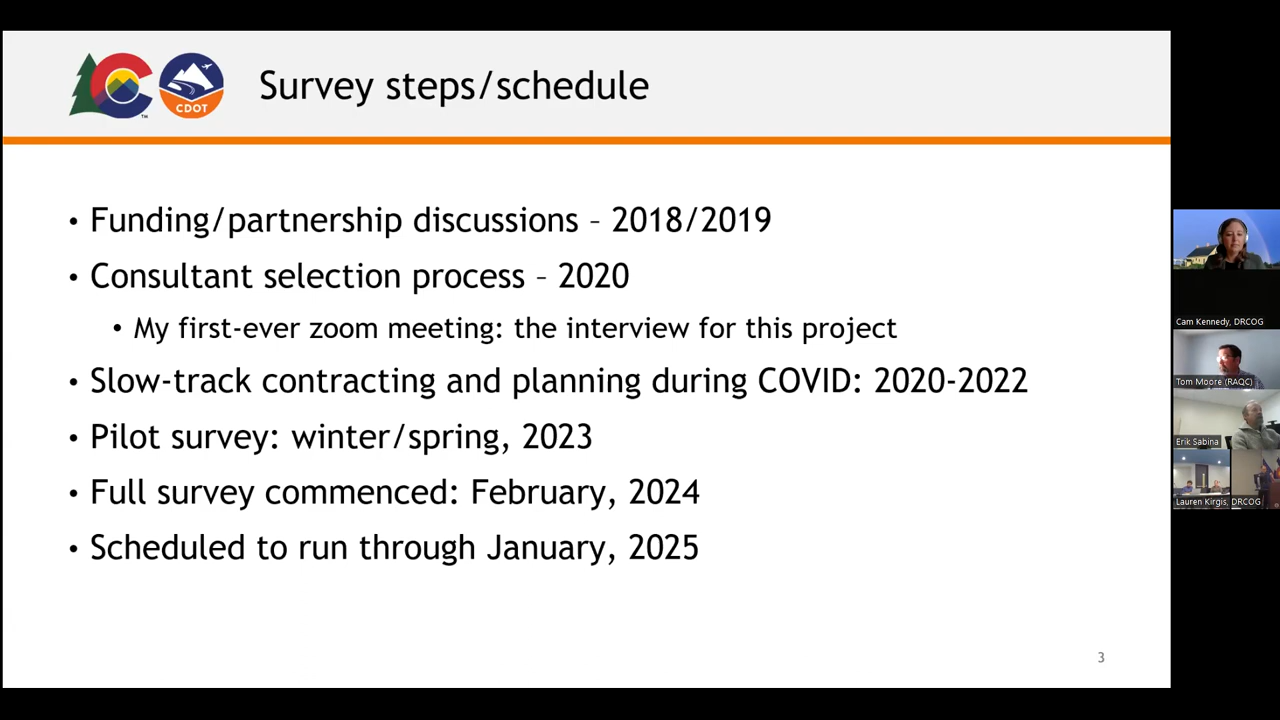 CDOT
TM
Survey steps/schedule
• Funding/partnership discussions – 2018/2019
• Consultant selection process – 2020
• My first-ever zoom meeting: the interview for this project
• Slow-track contracting and planning during COVID: 2020-2022
• Pilot survey: winter/spring, 2023
• Full survey commenced: February, 2024
• Scheduled to run through January, 2025
3
Cam Kennedy, DRCOG
Tom Moore (RAQC)
Erik Sabina
Lauren Kirgis, DRCOG